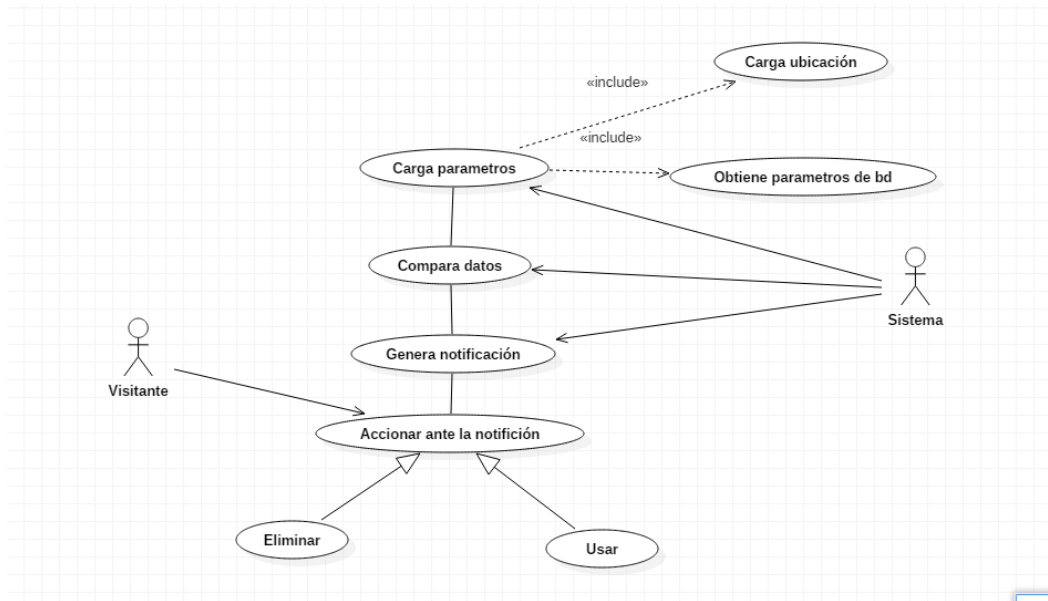 Carga ubicación
«include»
«include»
Carga parametros
Obtiene parametros de bd
Compara datos
Sistema
Genera notificación
Visitante
Accionar ante la notifición
Eliminar
Usar